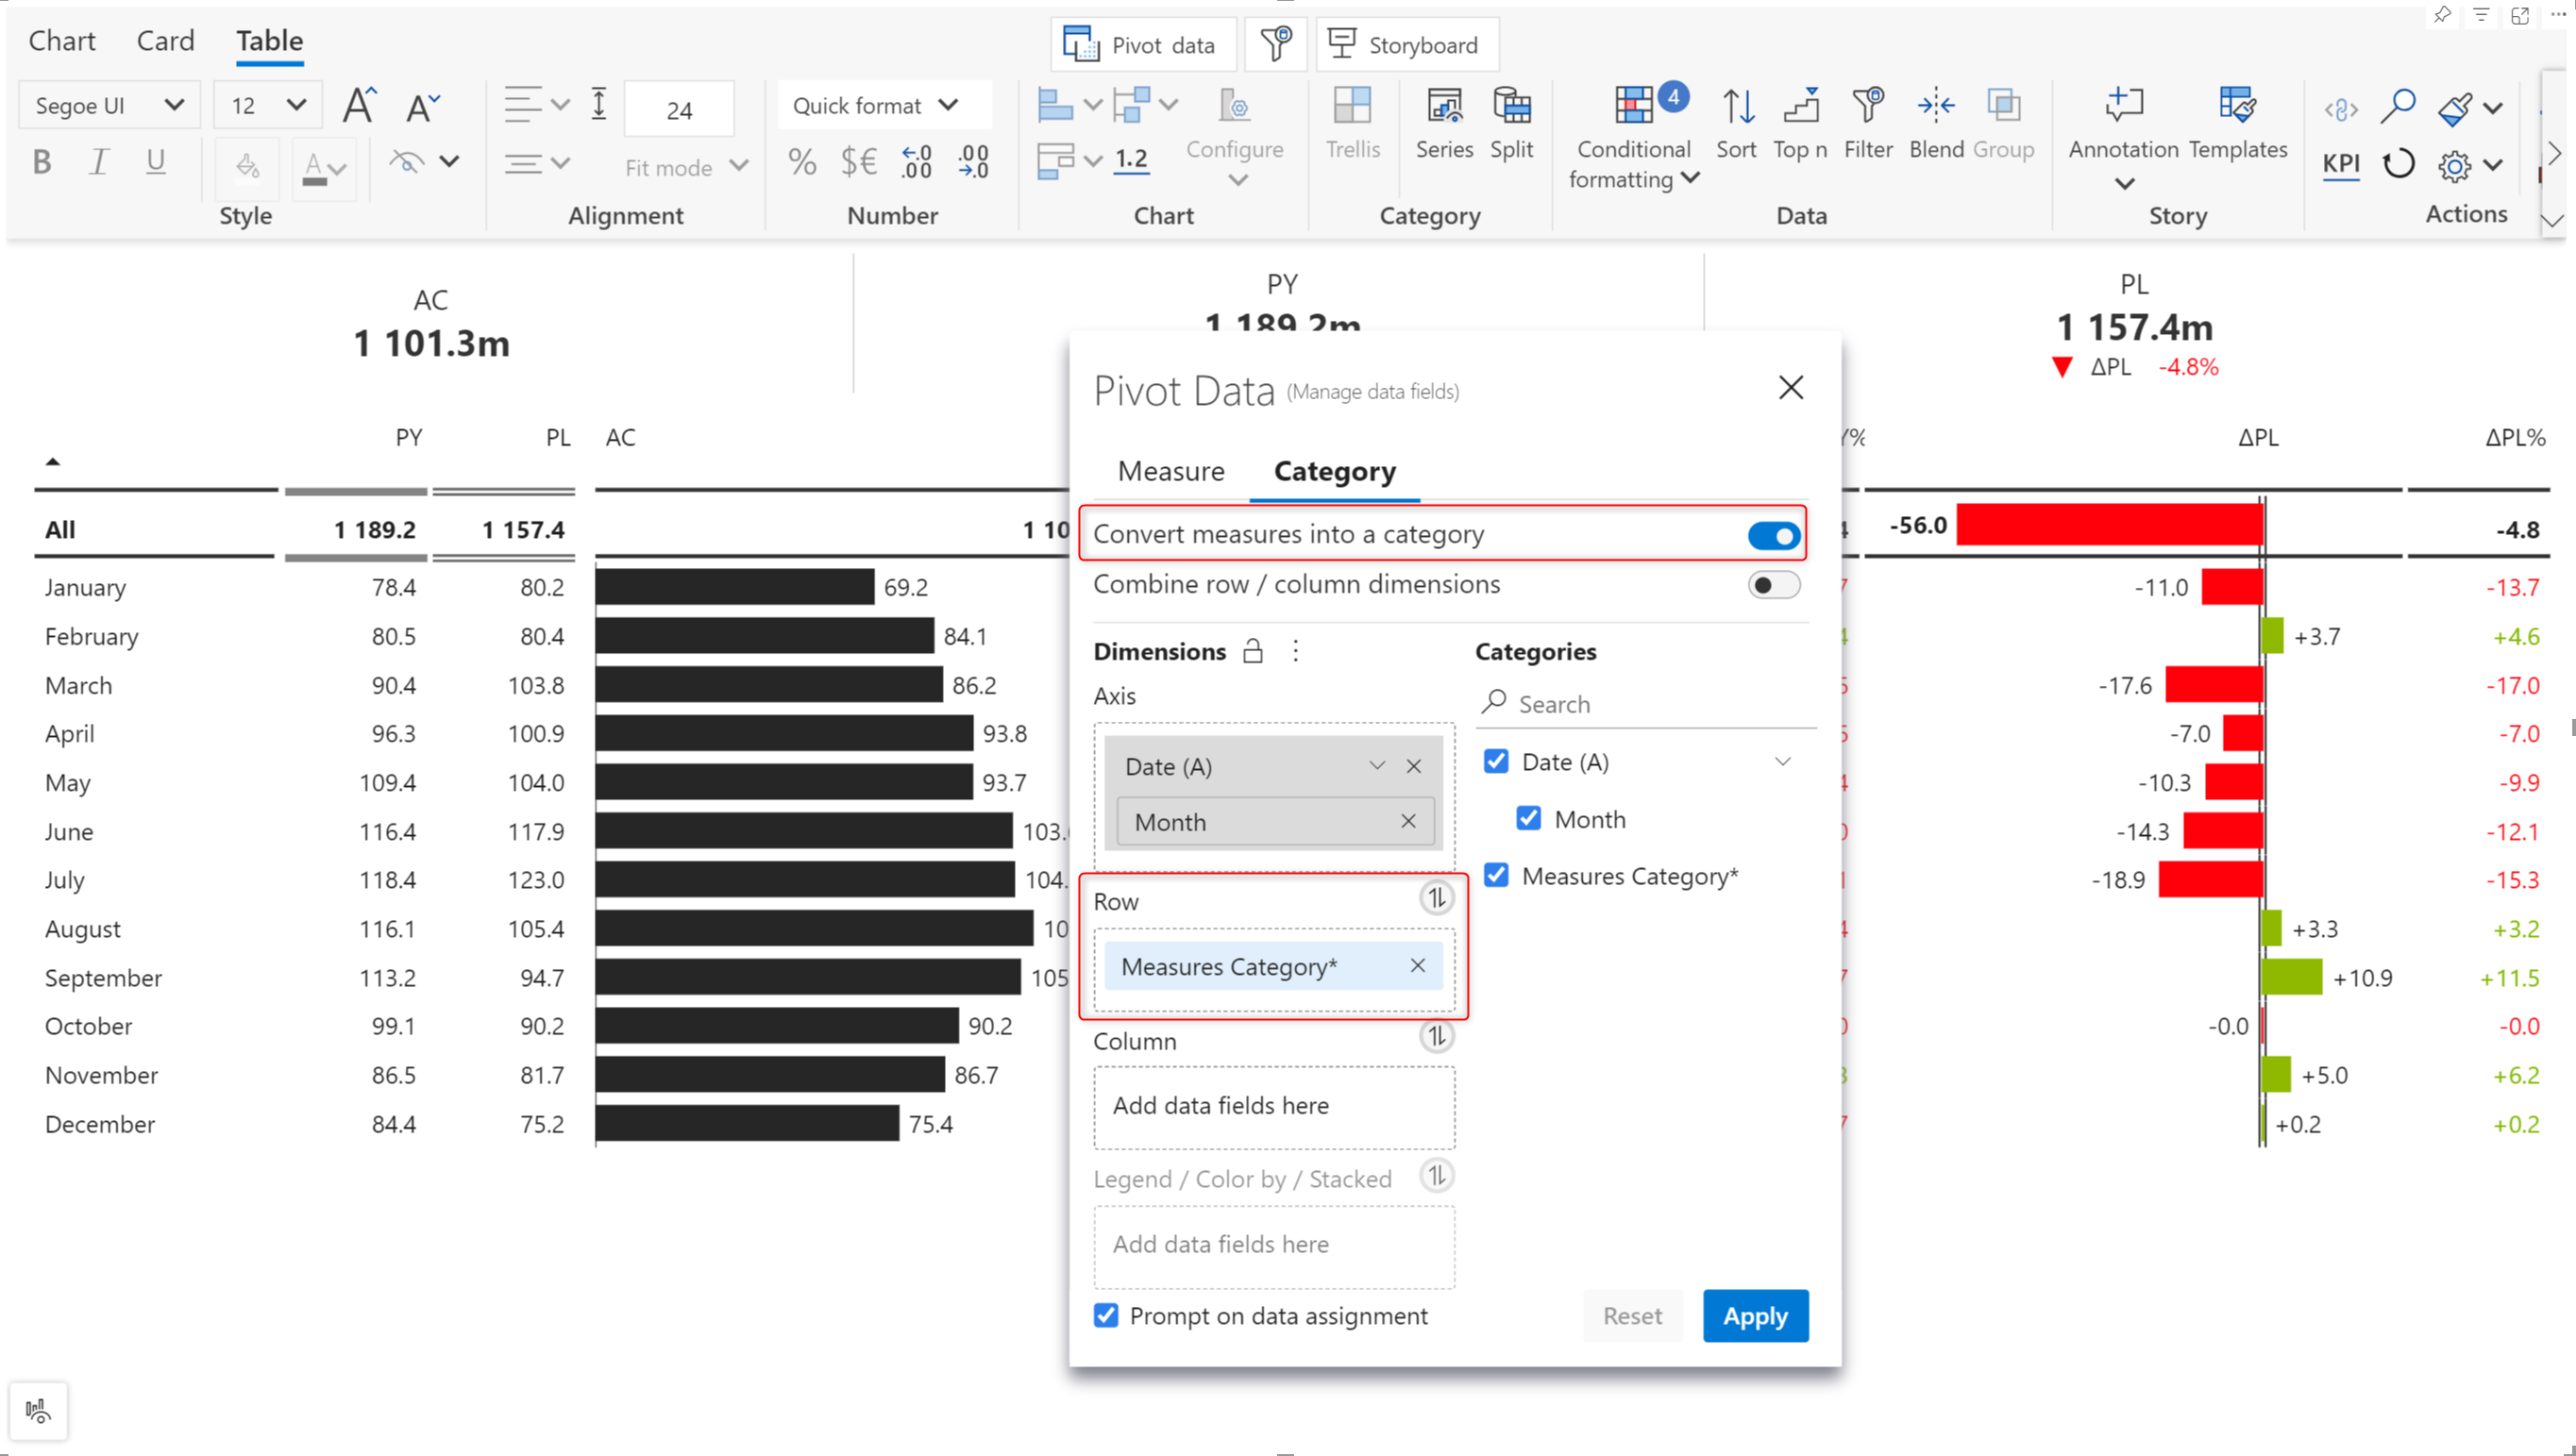 Chart Card Table
Pivot data Storyboard
Segoe UI 12 A A 24 Quick format
B I U A Fit mode % $€ .0 .00 .00 .0 1.2
Configure Trellis Series Split
Conditional formatting 4 Sort Top n Filter Blend Group
Annotation Templates KPI
Style Alignment Number Chart Category Data Story Actions
AC
1 101.3m
PY
1 189.2m
PL
1 157.4m
ΔPL -4.8%
PY PL AC ΔPL ΔPL%
All 1 189.2 1 157.4 -56.0 -4.8
January 78.4 80.2 69.2 -11.0 -13.7
February 80.5 80.4 84.1 +3.7 +4.6
March 90.4 103.8 86.2 -17.6 -17.0
April 96.3 100.9 93.8 -7.0 -7.0
May 109.4 104.0 93.7 -10.3 -9.9
June 116.4 117.9 103. -14.3 -12.1
July 118.4 123.0 104. -18.9 -15.3
August 116.1 105.4 10 +3.3 +3.2
September 113.2 94.7 105 +10.9 +11.5
October 99.1 90.2 90.2 -0.0 -0.0
November 86.5 81.7 86.7 +5.0 +6.2
December 84.4 75.2 75.4 +0.2 +0.2
Pivot Data (Manage data fields)
Measure Category
Convert measures into a category
Combine row / column dimensions
Dimensions
Axis
Date (A)
Month
Row
Measures Category*
Column
Add data fields here
Legend / Color by / Stacked
Add data fields here
Categories
Search
Date (A)
Month
Measures Category*
Prompt on data assignment
Reset Apply